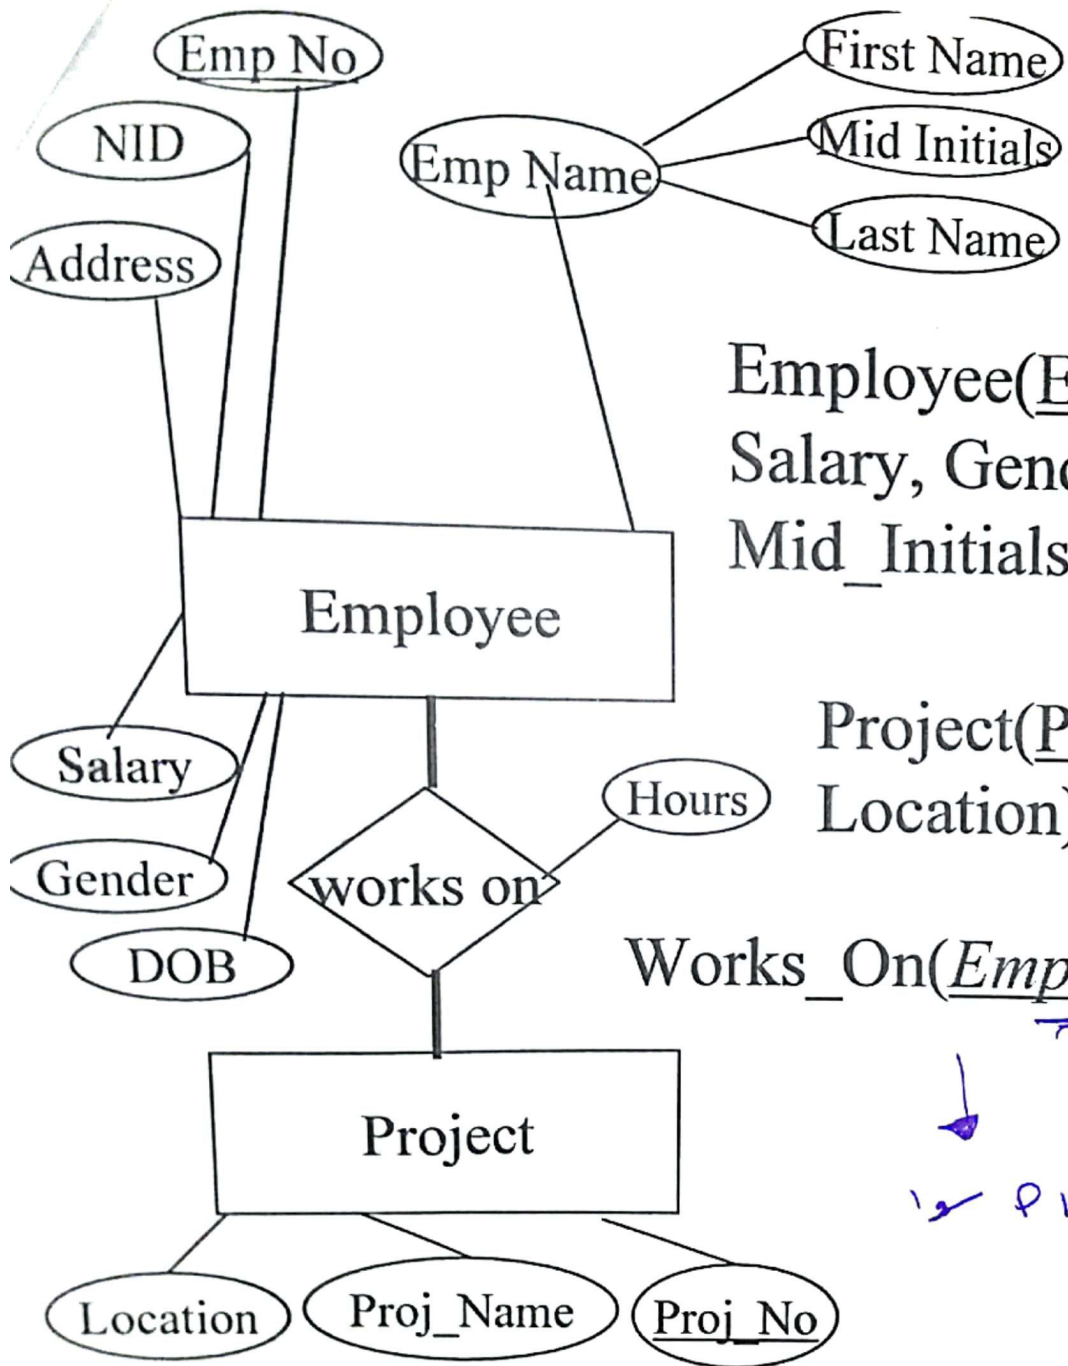 Emp No
First Name
NID
Mid Initials
Emp Name
Last Name
Address
Employee(E
Salary, Gend
Mid_Initials
Employee
Project(P
Salary
Location)
Hours
Gender
works on
DOB
Works_On(Emp
Project
Location
Proj_Name
Proj_No